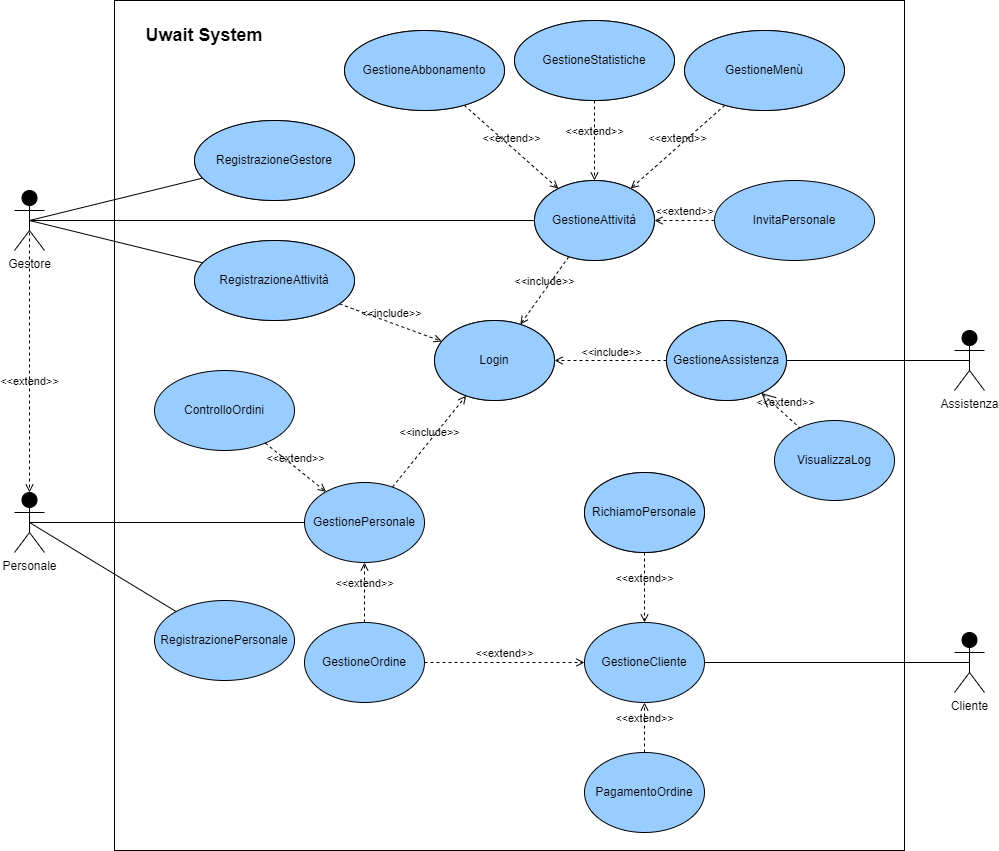 Uwait System
GestioneAbbonamento
GestioneStatistiche
GestioneMenù
<<extend>>
<<extend>>
<<extend>>
RegistrazioneGestore
GestioneAttività
<<extend>>
InvitaPersonale
Gestore
RegistrazioneAttività
<<include>>
<<include>>
Login
<<include>>
GestioneAssistenza
Assistenza
<<extend>>
ControlloOrdini
<<extend>>
<<include>>
<<extend>>
VisualizzaLog
Personale
GestionePersonale
RichiamoPersonale
<<extend>>
<<extend>>
RegistrazionePersonale
GestioneOrdine
<<extend>>
GestioneCliente
Cliente
<<extend>>
PagamentoOrdine